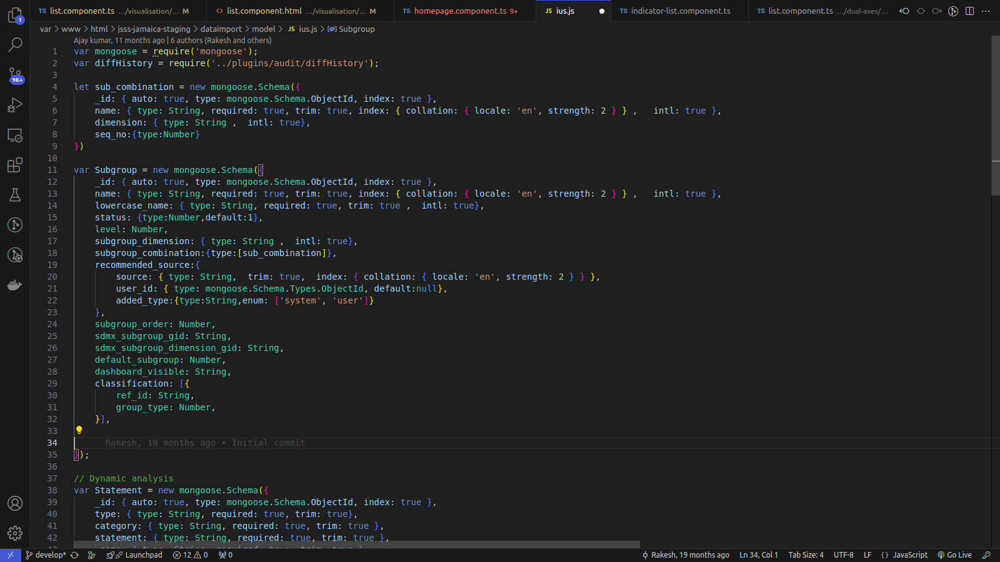 TS list.component.ts .../visualisation/... M
<> list.component.html .../visualisation/... M
TS homepage.component.ts 9+
JS ius.js
TS indicator-list.component.ts
TS list.component.ts .../dual-axes/...
1
9K+
var > www > html > jsss-jamaica-staging > dataimport > model > JS ius.js > Subgroup
Ajay kumar, 11 months ago | 6 authors (Rakesh and others)
1 var mongoose = require('mongoose');
2 var diffHistory = require('../plugins/audit/diffHistory');
3
4 let sub_combination = new mongoose.Schema({
5 _id: { auto: true, type: mongoose.Schema.ObjectId, index: true },
6 name: { type: String, required: true, trim: true, index: { collation: { locale: 'en', strength: 2 } } ,   intl: true },
7 dimension: { type: String ,  intl: true},
8 seq_no:{type:Number}
9 })
10
11 var Subgroup = new mongoose.Schema({
12 _id: { auto: true, type: mongoose.Schema.ObjectId, index: true },
13 name: { type: String, required: true, trim: true, index: { collation: { locale: 'en', strength: 2 } } ,   intl: true },
14 lowercase_name: { type: String, required: true, trim: true ,  intl: true},
15 status: {type:Number,default:1},
16 level: Number,
17 subgroup_dimension: { type: String ,  intl: true},
18 subgroup_combination:{type:[sub_combination]},
19 recommended_source:{
20 source: { type: String,  trim: true,  index: { collation: { locale: 'en', strength: 2 } } },
21 user_id: { type: mongoose.Schema.Types.ObjectId, default:null},
22 added_type:{type:String,enum: ['system', 'user']}
23 },
24 subgroup_order: Number,
25 sdmx_subgroup_gid: String,
26 sdmx_subgroup_dimension_gid: String,
27 default_subgroup: Number,
28 dashboard_visible: String,
29 classification: [{
30 ref_id: String,
31 group_type: Number,
32 }],
33
34 Rakesh, 19 months ago • Initial commit
35 });
36
37 // Dynamic analysis
38 var Statement = new mongoose.Schema({
39 _id: { auto: true, type: mongoose.Schema.ObjectId, index: true },
40 type: { type: String, required: true, trim: true},
41 category: { type: String, required: true, trim: true },
42 statement: { type: String, required: true, trim: true },
develop* Launchpad 12 0 0 Rakesh, 19 months ago Ln 34, Col 1 Tab Size: 4 UTF-8 LF {} JavaScript Go Live